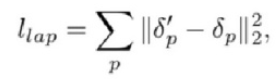 l_{lap} = \sum_{p} \| \delta'_p - \delta_p \|_2^2,